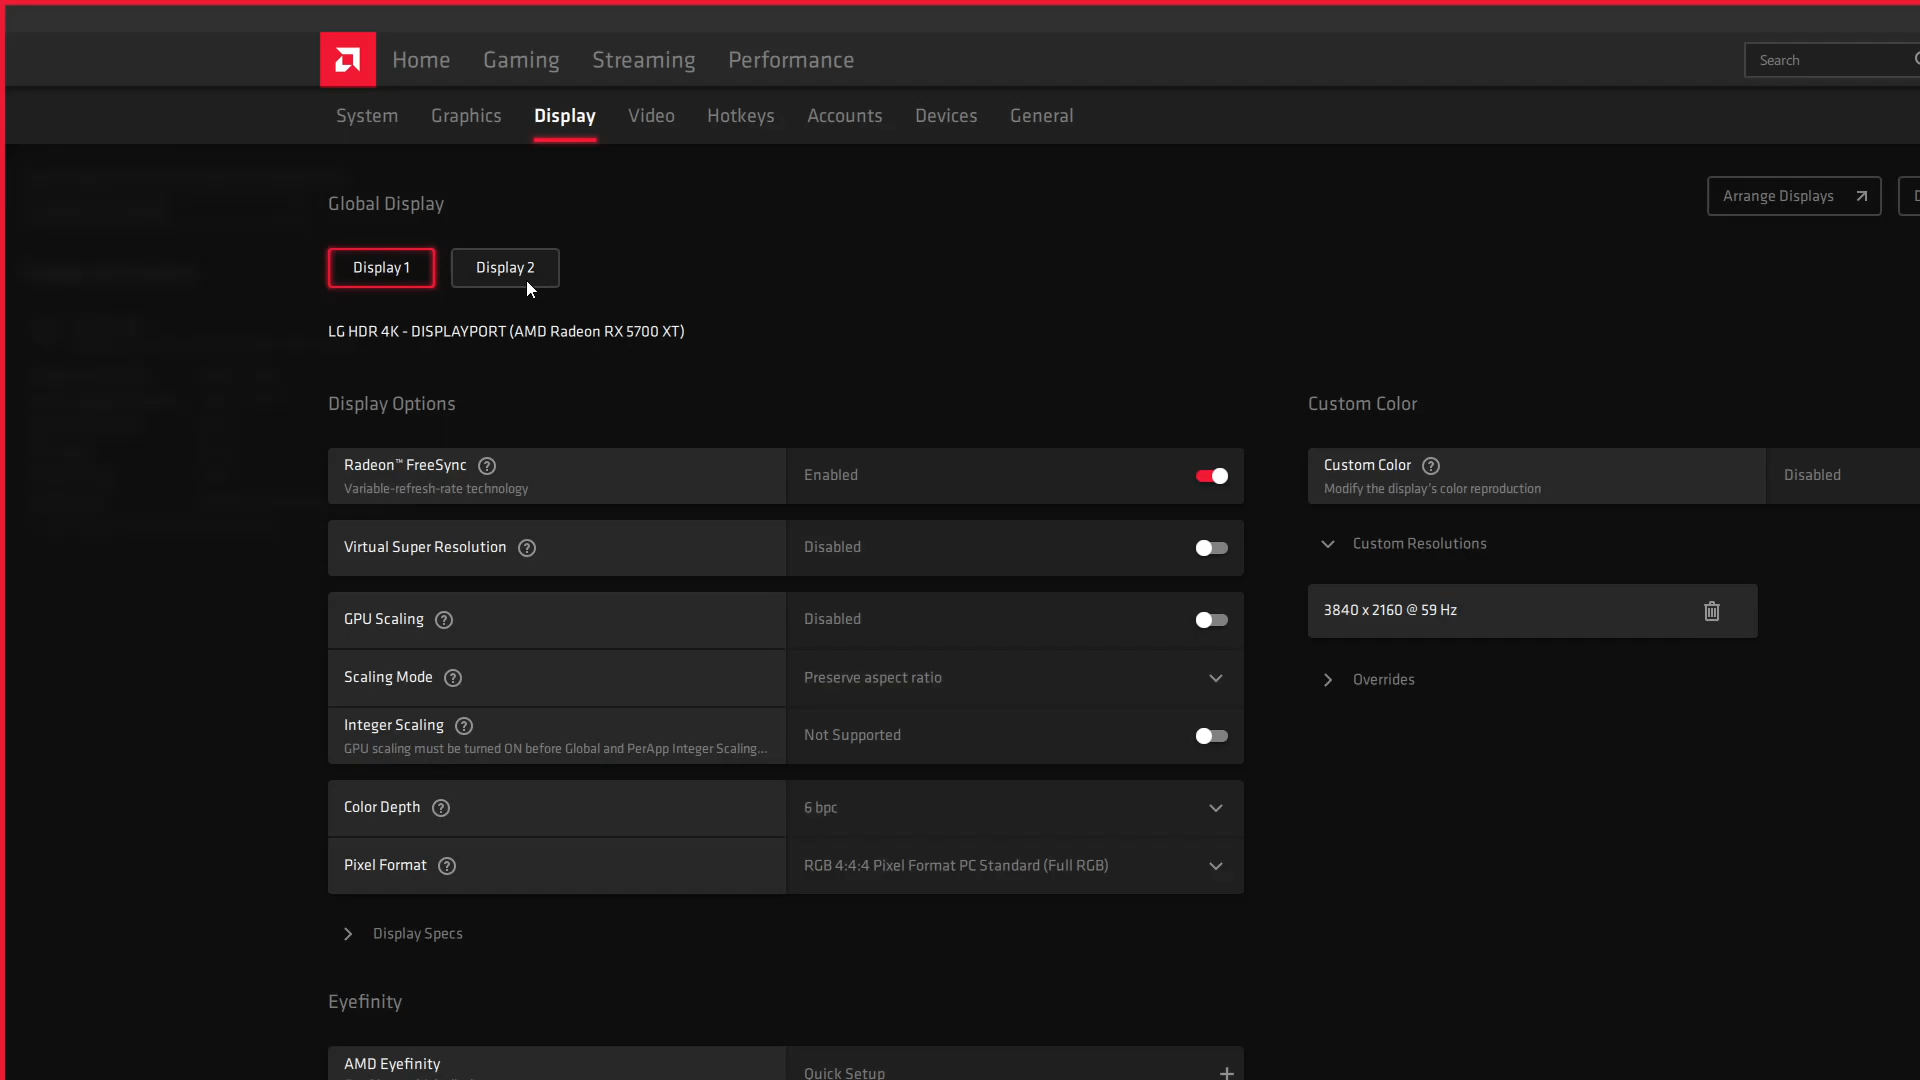 Home Gaming Streaming Performance Search
System Graphics Display Video Hotkeys Accounts Devices General
Global Display
Arrange Displays
Display 1 Display 2
LG HDR 4K - DISPLAYPORT (AMD Radeon RX 5700 XT)
Display Options
Radeon™ FreeSync
Variable-refresh-rate technology
Enabled
Virtual Super Resolution
Disabled
GPU Scaling
Disabled
Scaling Mode
Preserve aspect ratio
Integer Scaling
GPU scaling must be turned ON before Global and PerApp Integer Scaling...
Not Supported
Color Depth
6 bpc
Pixel Format
RGB 4:4:4 Pixel Format PC Standard (Full RGB)
Display Specs
Eyefinity
AMD Eyefinity
Quick Setup
Custom Color
Custom Color
Modify the display's color reproduction
Disabled
Custom Resolutions
3840 x 2160 @ 59 Hz
Overrides